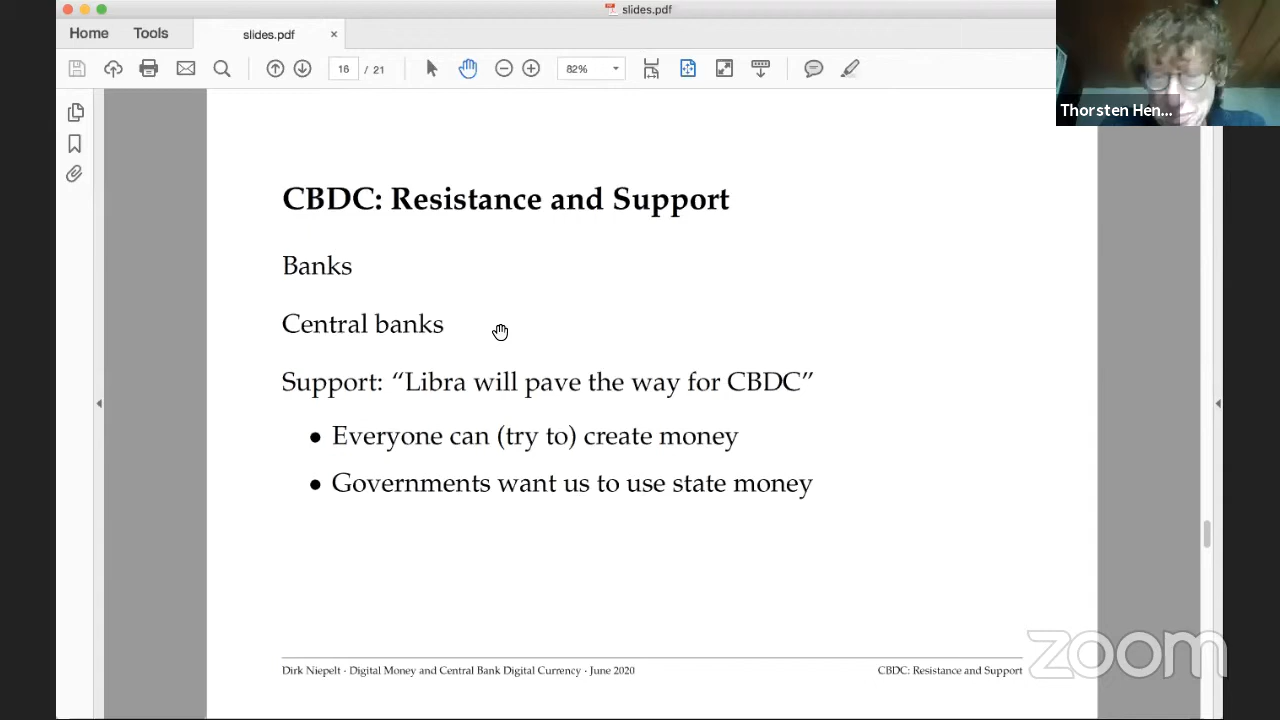 slides.pdf
Home
Tools
slides.pdf
×
16 / 21
82%
Thorsten Hen...
CBDC: Resistance and Support
Banks
Central banks
Support: “Libra will pave the way for CBDC”
• Everyone can (try to) create money
• Governments want us to use state money
Dirk Niepelt · Digital Money and Central Bank Digital Currency · June 2020
CBDC: Resistance and Support
zoom